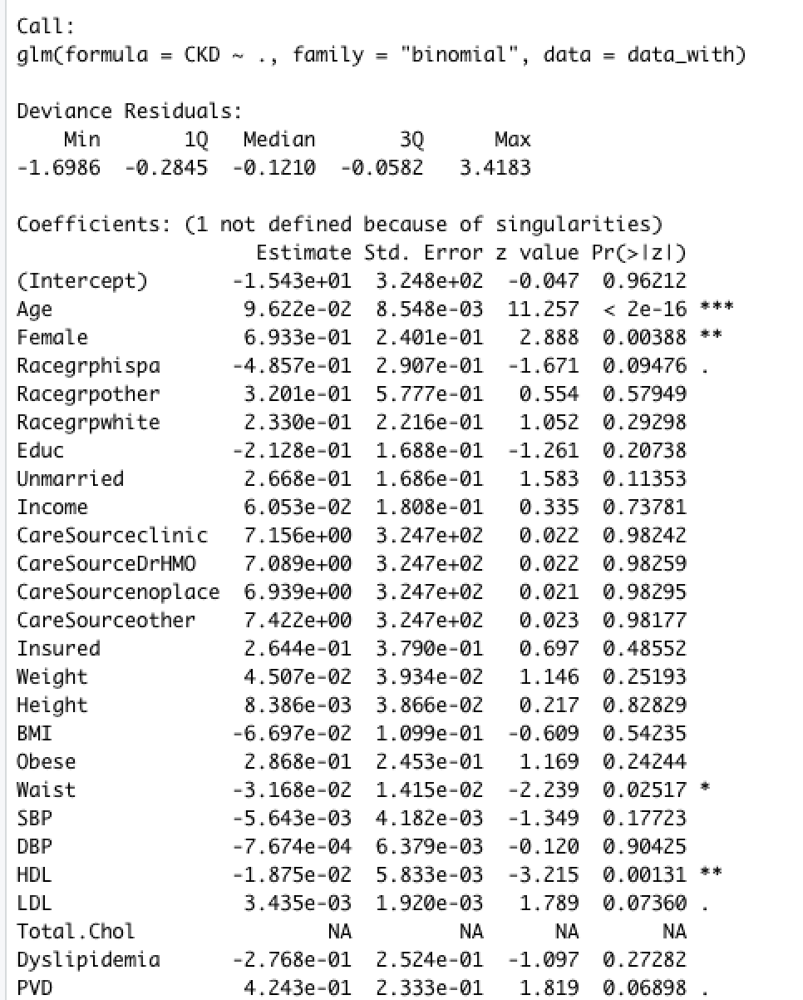 Call:
glm(formula = CKD ~ ., family = "binomial", data = data_with)
Deviance Residuals:
Min 1Q Median 3Q Max
-1.6986 -0.2845 -0.1210 -0.0582 3.4183
Coefficients: (1 not defined because of singularities)
Estimate Std. Error z value Pr(>|z|)
(Intercept) -1.543e+01 3.248e+02 -0.047 0.96212
Age 9.622e-02 8.548e-03 11.257 < 2e-16 ***
Female 6.933e-01 2.401e-01 2.888 0.00388 **
Racegrphispa -4.857e-01 2.907e-01 -1.671 0.09476 .
Racegrpother 3.201e-01 5.777e-01 0.554 0.57949
Racegrpwhite 2.330e-01 2.216e-01 1.052 0.29298
Educ -2.128e-01 1.688e-01 -1.261 0.20738
Unmarried 2.668e-01 1.686e-01 1.583 0.11353
Income 6.053e-02 1.808e-01 0.335 0.73781
CareSourceclinic 7.156e+00 3.247e+02 0.022 0.98242
CareSourceDrHMO 7.089e+00 3.247e+02 0.022 0.98259
CareSourcenoplace 6.939e+00 3.247e+02 0.021 0.98295
CareSourceother 7.422e+00 3.247e+02 0.023 0.98177
Insured 2.644e-01 3.790e-01 0.697 0.48552
Weight 4.507e-02 3.934e-02 1.146 0.25193
Height 8.386e-03 3.866e-02 0.217 0.82829
BMI -6.697e-02 1.099e-01 -0.609 0.54235
Obese 2.868e-01 2.453e-01 1.169 0.24244
Waist -3.168e-02 1.415e-02 -2.239 0.02517 *
SBP -5.643e-03 4.182e-03 -1.349 0.17723
DBP -7.674e-04 6.379e-03 -0.120 0.90425
HDL -1.875e-02 5.833e-03 -3.215 0.00131 **
LDL 3.435e-03 1.920e-03 1.789 0.07360 .
Total.Chol NA NA NA NA
Dyslipidemia -2.768e-01 2.524e-01 -1.097 0.27282
PVD 4.243e-01 2.333e-01 1.819 0.06898 .